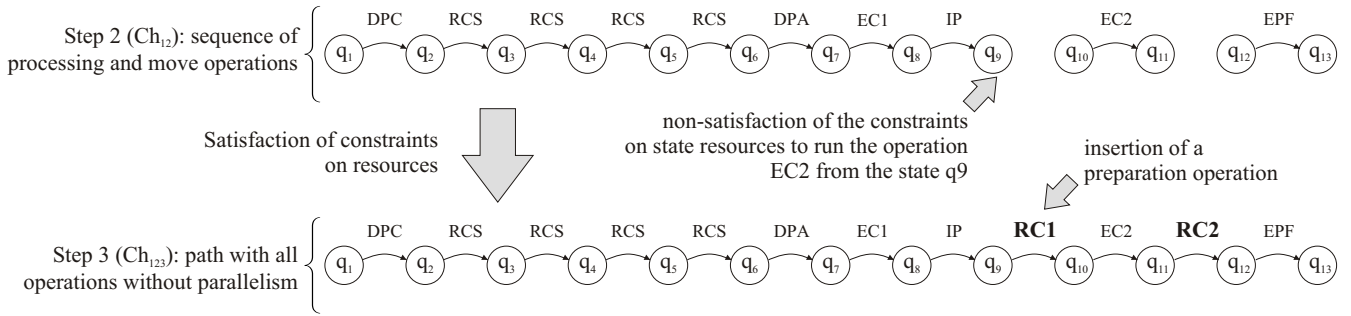 DPC RCS RCS RCS RCS DPA EC1 IP EC2 EPF
Step 2 (Ch₁₂): sequence of
processing and move operations
q₁ q₂ q₃ q₄ q₅ q₆ q₇ q₈ q₉ q₁₀ q₁₁ q₁₂ q₁₃
Satisfaction of constraints
on resources
non-satisfaction of the constraints
on state resources to run the operation
EC2 from the state q9
insertion of a
preparation operation
DPC RCS RCS RCS RCS DPA EC1 IP RC1 EC2 RC2 EPF
Step 3 (Ch₁₂₃): path with all
operations without parallelism
q₁ q₂ q₃ q₄ q₅ q₆ q₇ q₈ q₉ q₁₀ q₁₁ q₁₂ q₁₃